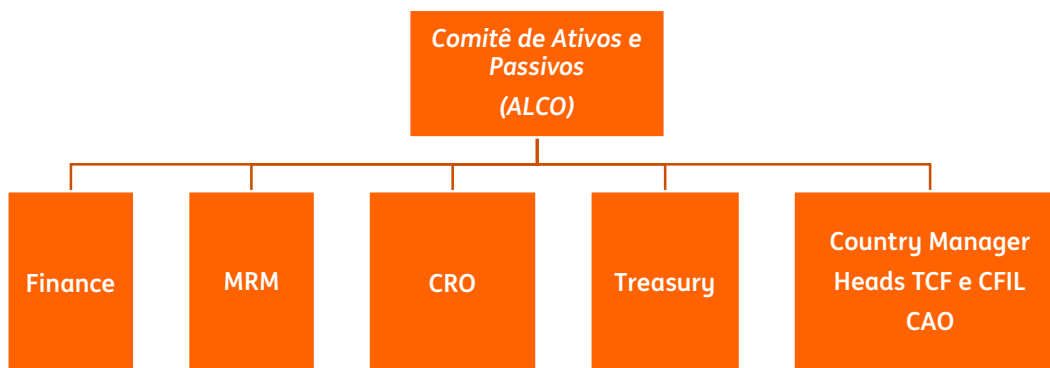 Comitê de Ativos e
Passivos
(ALCO)
Finance
MRM
CRO
Treasury
Country Manager
Heads TCF e CFIL
CAO